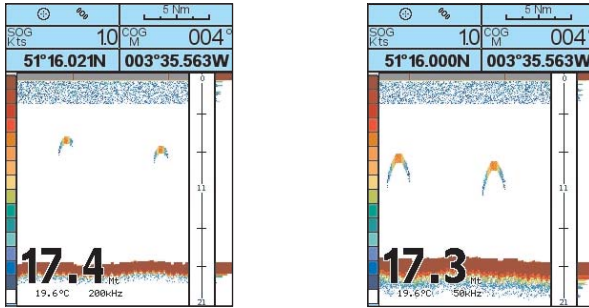 5 Nm
SOG
Kts
1.0
COG
M
004°
51°16.021N
003°35.563W
0
11
17.4
Mt
19.6°C
200kHz
21
5 Nm
SOG
Kts
1.0
COG
M
004°
51°16.000N
003°35.563W
0
11
17.3
Mt
19.6°C
50kHz
21